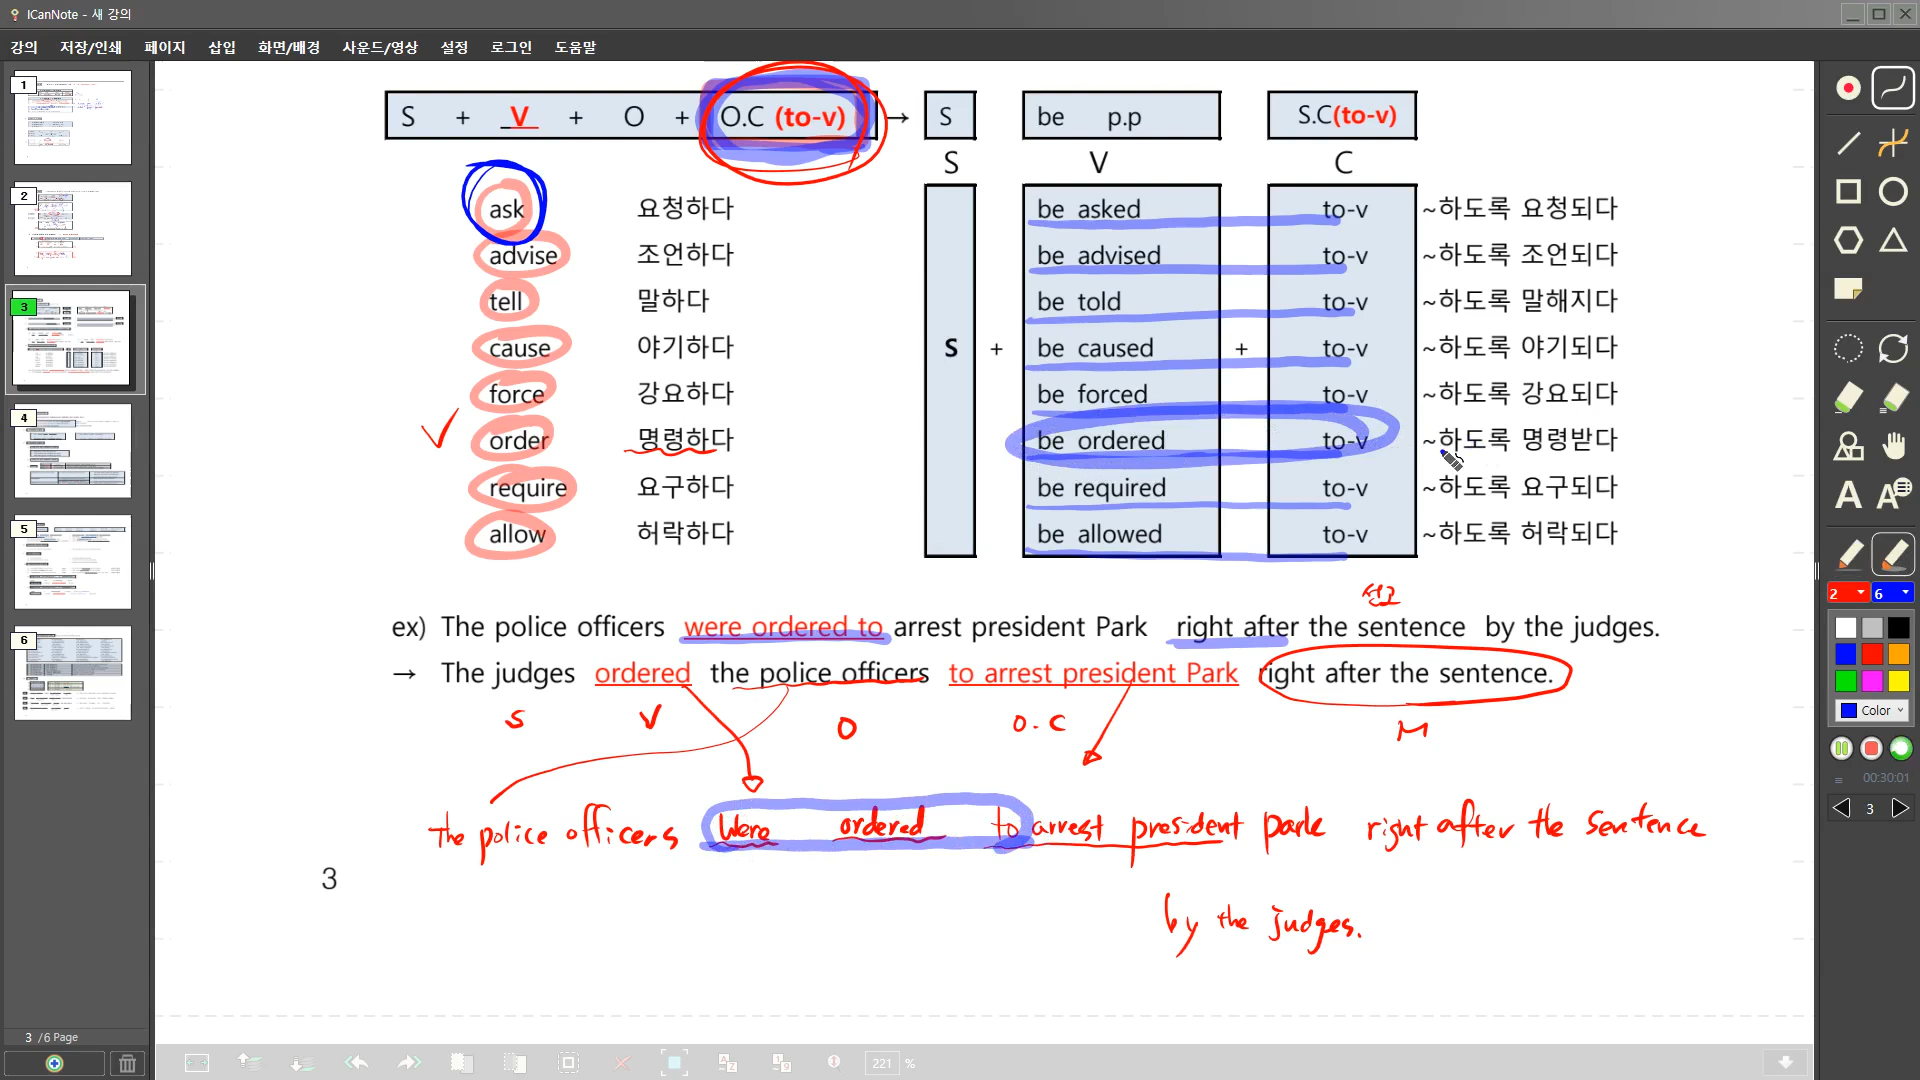 ICanNote - 새 강의
강의 저장/인쇄 페이지 삽입 화면/배경 사운드/영상 설정 로그인 도움말
S + V + O + O.C (to-v) → S be p.p S.C(to-v)
S V C
ask 요청하다 be asked to-v ~하도록 요청되다
advise 조언하다 be advised to-v ~하도록 조언되다
tell 말하다 be told to-v ~하도록 말해지다
cause 야기하다 S + be caused + to-v ~하도록 야기되다
force 강요하다 be forced to-v ~하도록 강요되다
order 명령하다 be ordered to-v ~하도록 명령받다
require 요구하다 be required to-v ~하도록 요구되다
allow 허락하다 be allowed to-v ~하도록 허락되다
선고
ex) The police officers were ordered to arrest president Park right after the sentence by the judges.
→ The judges ordered the police officers to arrest president Park right after the sentence.
S V O O.C M
The police officers were ordered to arrest president Park right after the sentence
by the judges.
3
1
2
3
4
5
6
3 /6 Page
221 %
2 6
Color
00:30:01
3